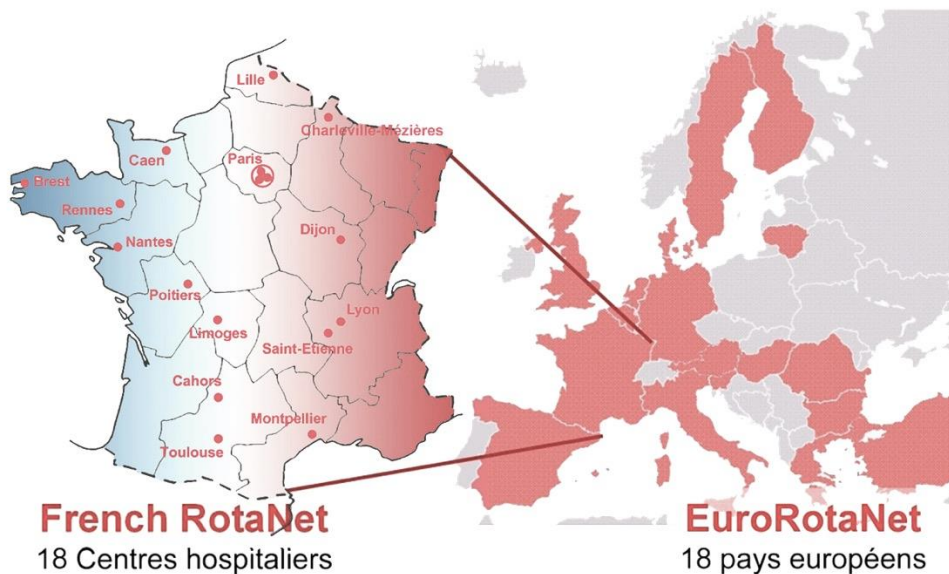 Lille
Charleville-Mézières
Caen
Paris
Brest
Rennes
Dijon
Nantes
Poitiers
Lyon
Limoges
Saint-Etienne
Cahors
Montpellier
Toulouse
French RotaNet
18 Centres hospitaliers
EuroRotaNet
18 pays européens